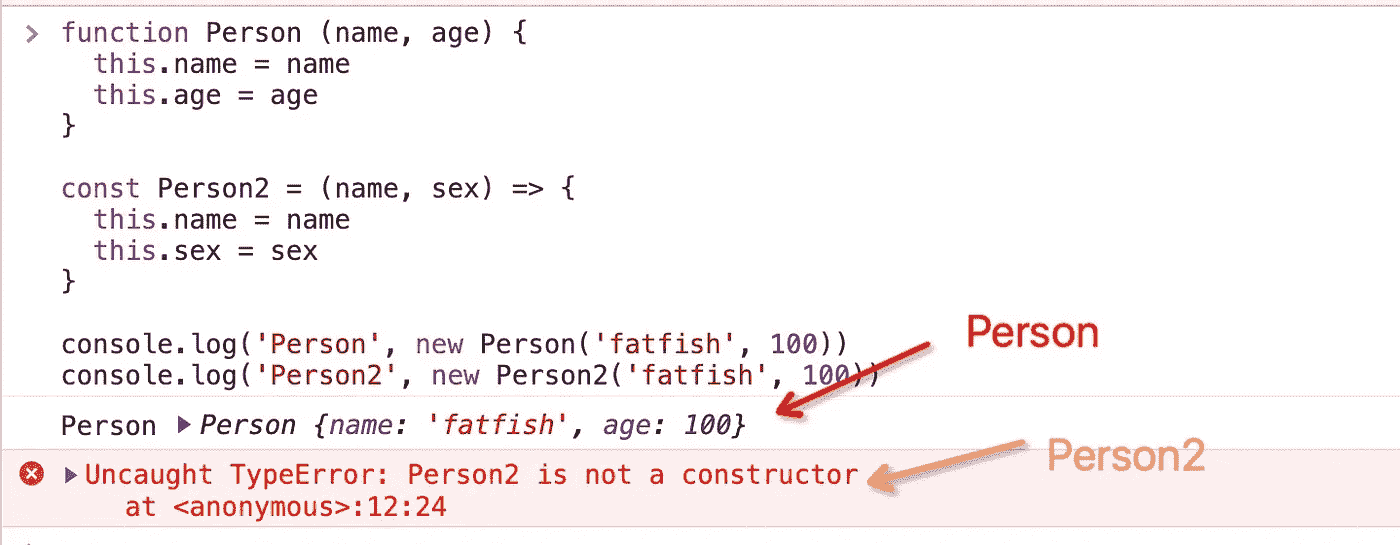 function Person (name, age) {
this.name = name
this.age = age
}
const Person2 = (name, sex) => {
this.name = name
this.sex = sex
}
console.log('Person', new Person('fatfish', 100))
console.log('Person2', new Person2('fatfish', 100))
Person
Person ▶ Person {name: 'fatfish', age: 100}
Person2
▶ Uncaught TypeError: Person2 is not a constructor
at <anonymous>:12:24